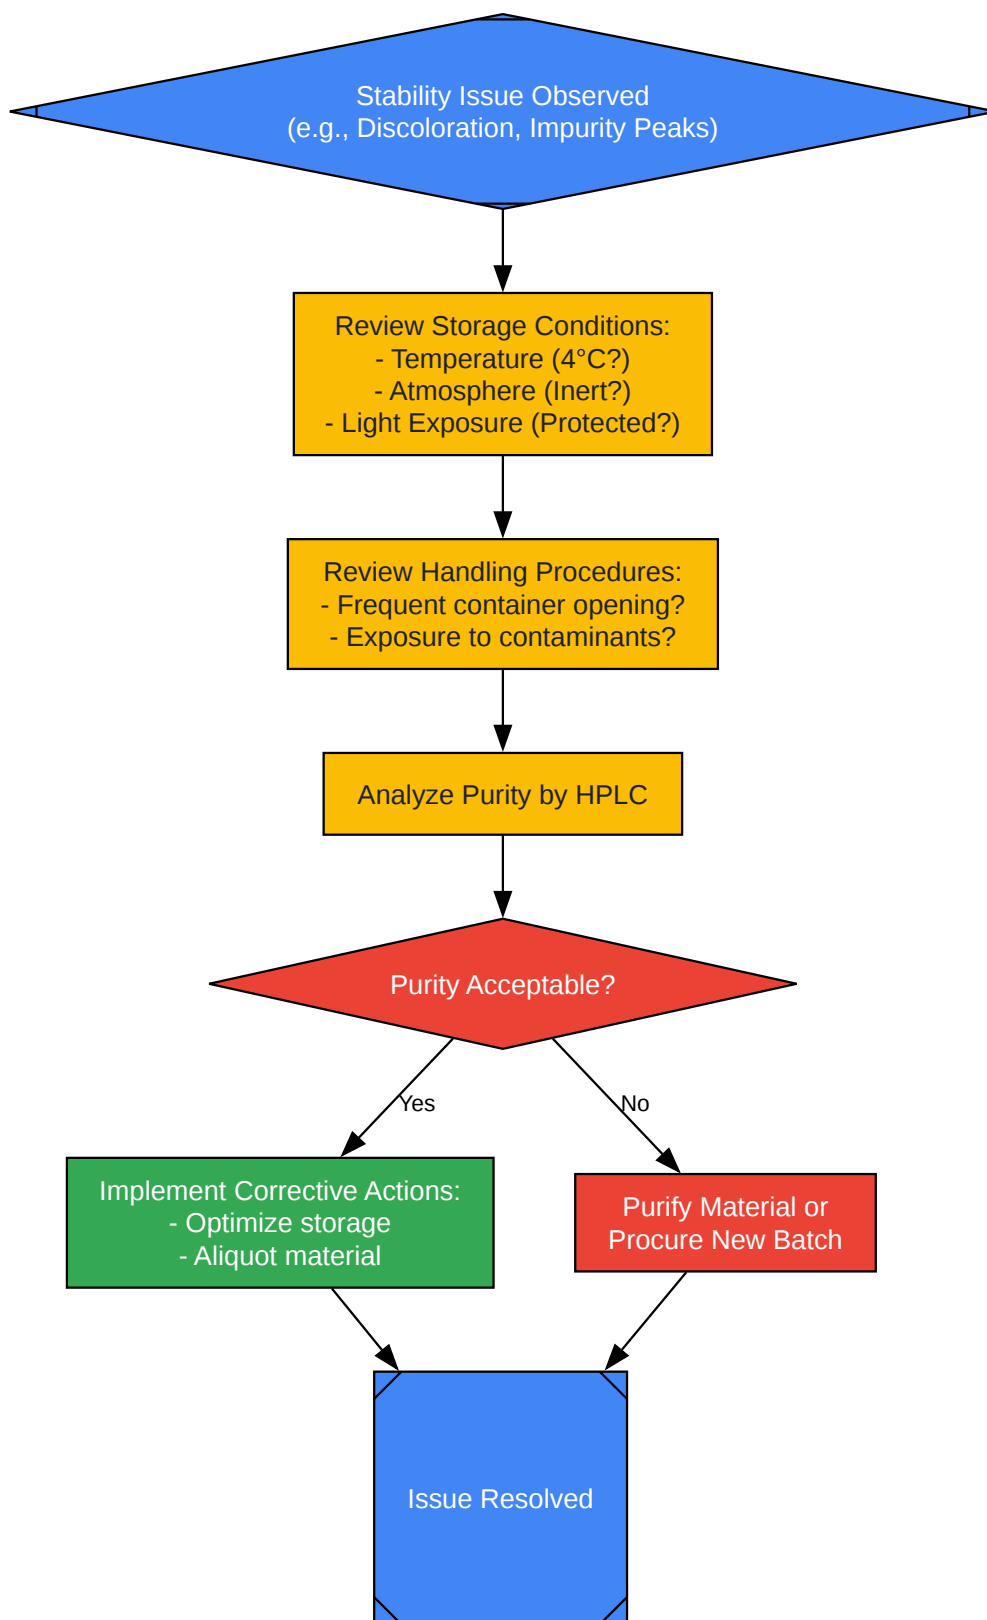 Stability Issue Observed
(e.g., Discoloration, Impurity Peaks)
Review Storage Conditions:
- Temperature (4°C?)
- Atmosphere (Inert?)
- Light Exposure (Protected?)
Review Handling Procedures:
- Frequent container opening?
- Exposure to contaminants?
Analyze Purity by HPLC
Purity Acceptable?
Yes
No
Implement Corrective Actions:
- Optimize storage
- Aliquot material
Purify Material or
Procure New Batch
Issue Resolved